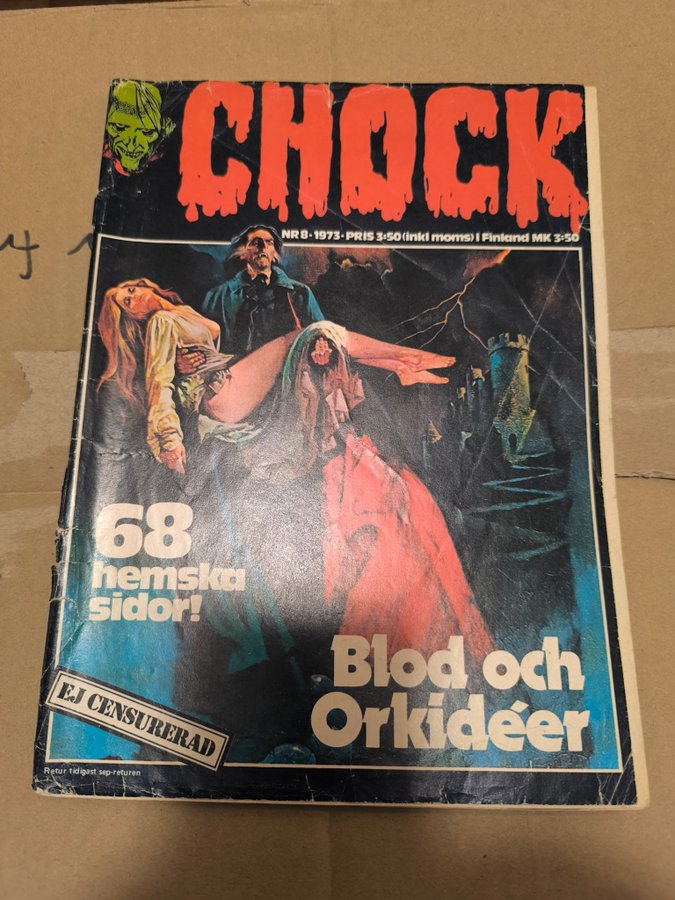 CHOCK
NR 8 · 1973 · PRIS 3:50 (inkl moms) I Finland MK 3:50
68
hemska
sidor!
Blod och
Orkidéer
EJ CENSURERAD
Retur tidigast sep-returen